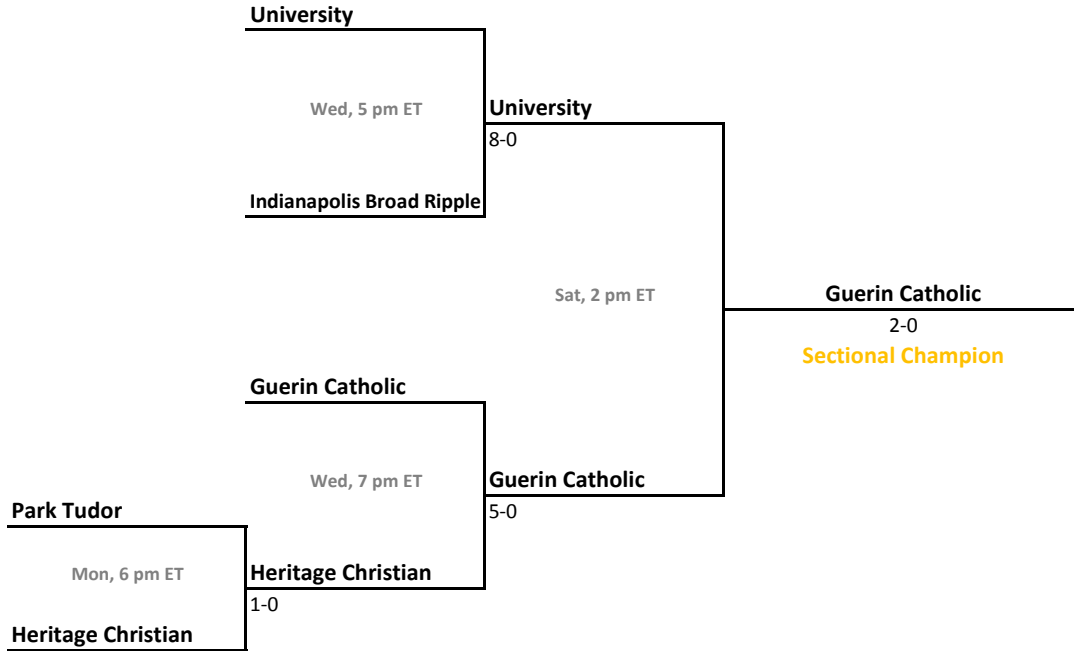 University
Wed, 5 pm ET
University
8-0
Indianapolis Broad Ripple
Sat, 2 pm ET
Guerin Catholic
2-0
Sectional Champion
Guerin Catholic
Wed, 7 pm ET
Guerin Catholic
5-0
Park Tudor
Mon, 6 pm ET
Heritage Christian
1-0
Heritage Christian